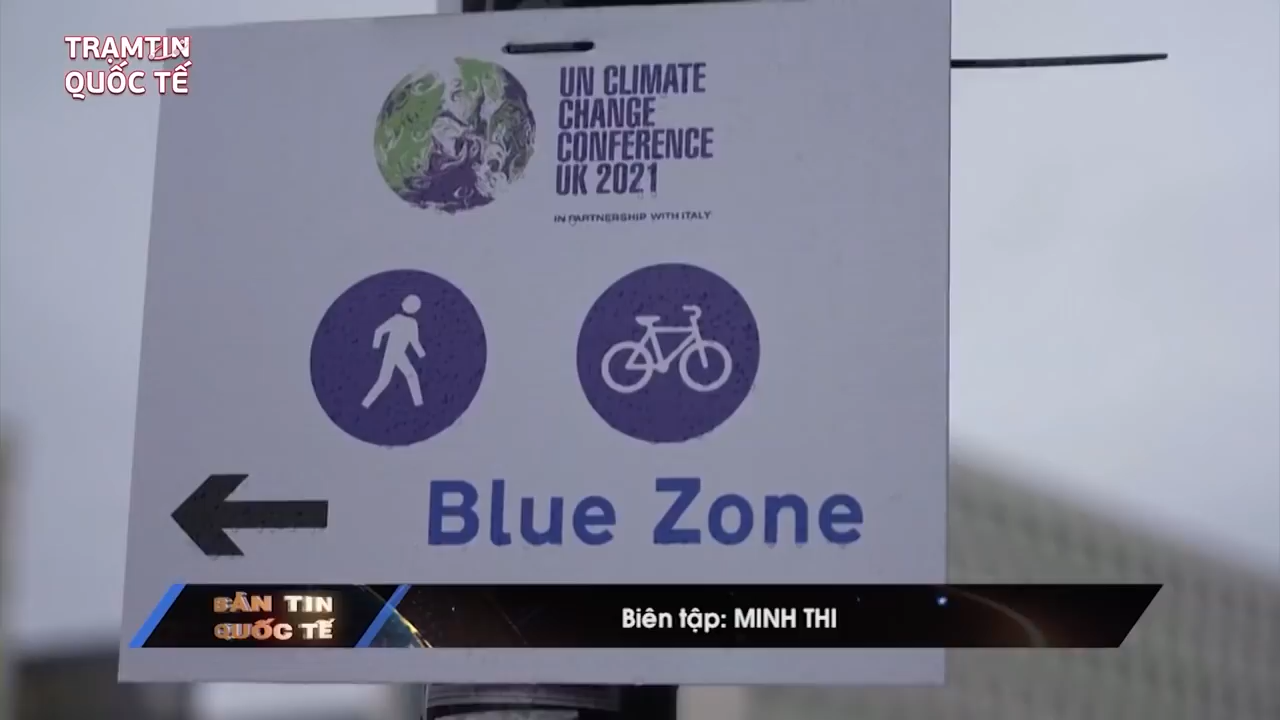 TRẠM TIN
QUỐC TẾ
UN CLIMATE
CHANGE
CONFERENCE
UK 2021
IN PARTNERSHIP WITH ITALY
Blue Zone
BẢN TIN
QUỐC TẾ
Biên tập: MINH THI